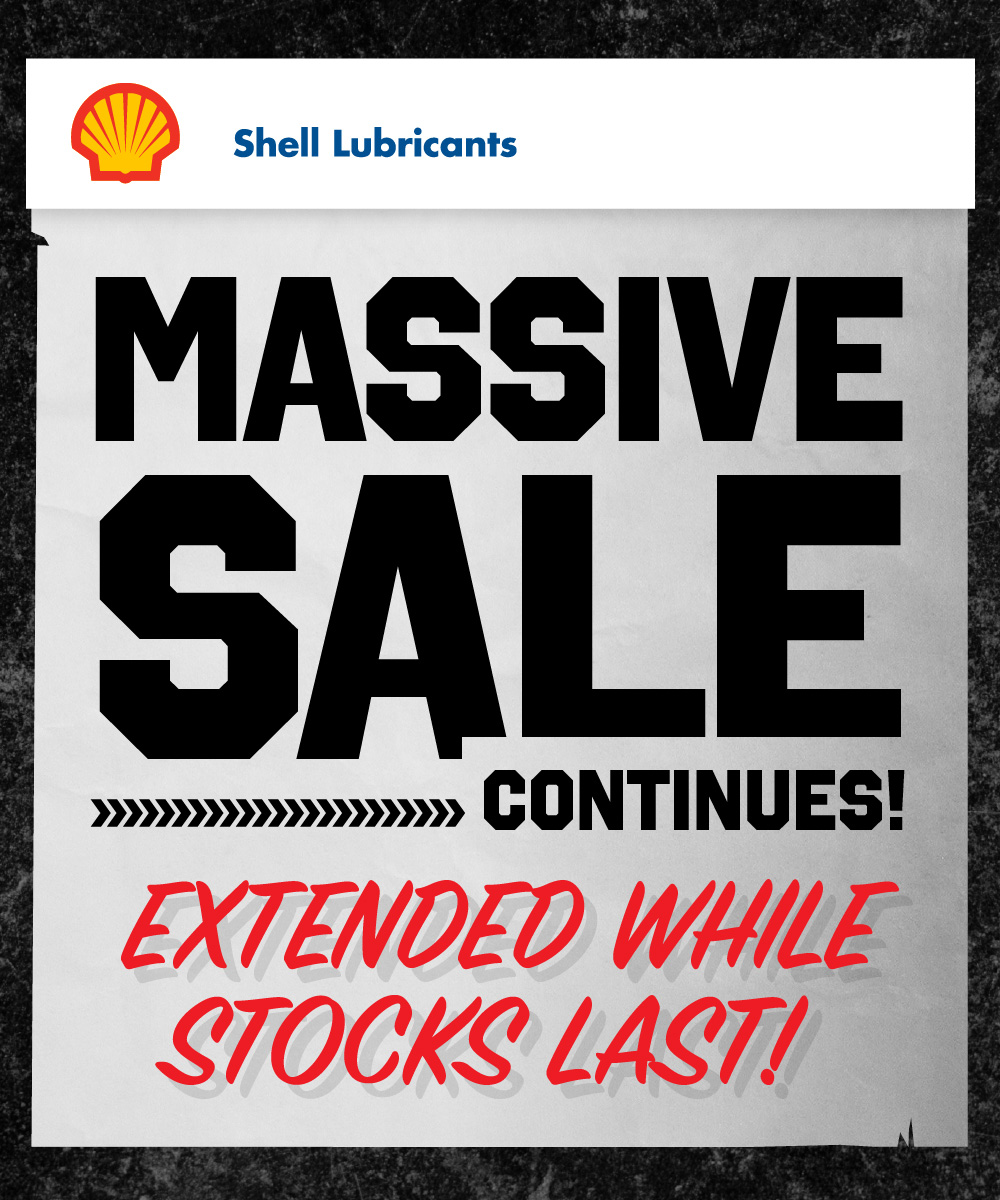 Shell Lubricants
MASSIVE
SALE
CONTINUES!
EXTENDED WHILE
STOCKS LAST!